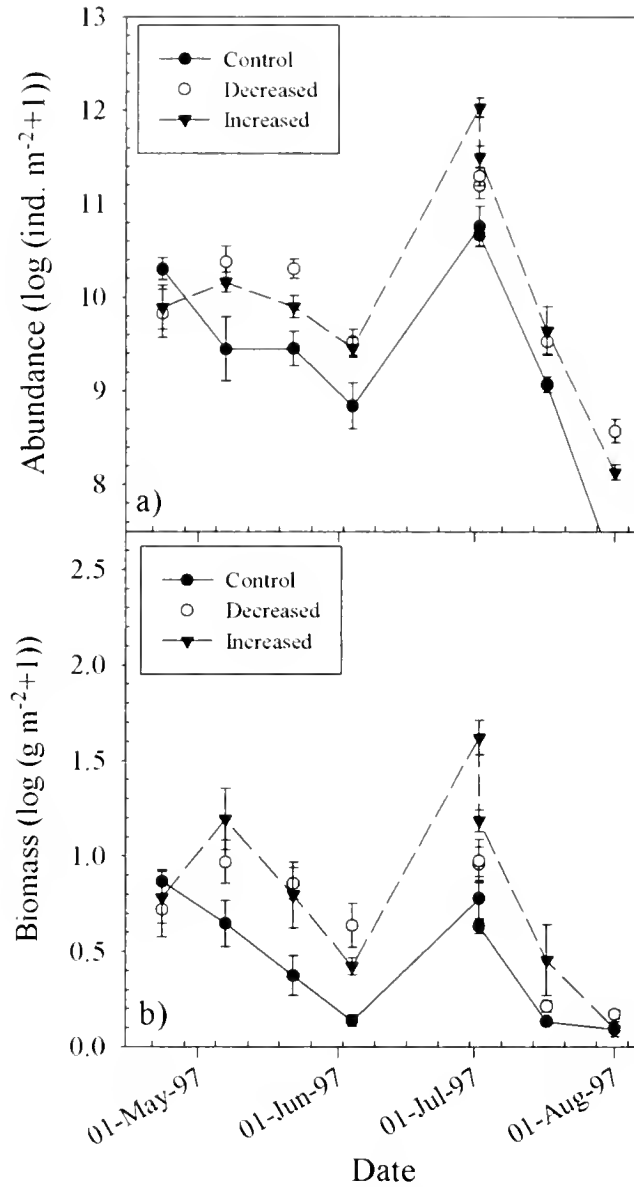 Abundance (log (ind. m⁻²+1))
13
12
11
10
9
8
Control
Decreased
Increased
a)
Biomass (log (g m⁻²+1))
2.5
2.0
1.5
1.0
0.5
0.0
Control
Decreased
Increased
b)
01-May-97
01-Jun-97
01-Jul-97
01-Aug-97
Date